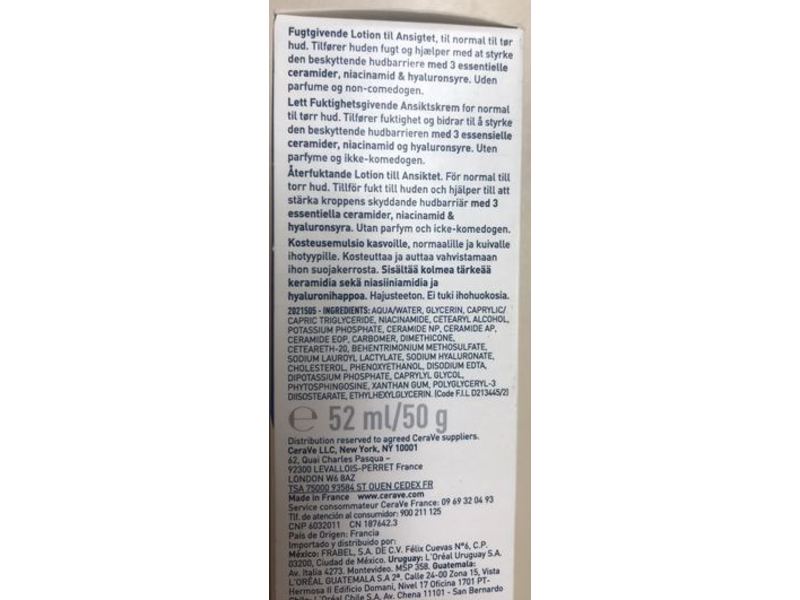 Fugtgivende Lotion til Ansigtet, til normal til tør
hud. Tilfører huden fugt og hjælper med at styrke
den beskyttende hudbarriere med 3 essentielle
ceramider, niacinamid & hyaluronsyre. Uden
parfume og non-comedogen.
Lett Fuktighetsgivende Ansiktskrem for normal
til tørr hud. Tilfører fuktighet og bidrar til å styrke
den beskyttende hudbarrieren med 3 essensielle
ceramider, niacinamid og hyaluronsyre. Uten
parfyme og ikke-komedogen.
Återfuktande Lotion till Ansiktet. För normal till
torr hud. Tillför fukt till huden och hjälper till att
stärka kroppens skyddande hudbarriär med 3
essentiella ceramider, niacinamid &
hyaluronsyra. Utan parfym och icke-komedogen.
Kosteusemulsio kasvoille, normaalille ja kuivalle
ihotyypille. Kosteuttaa ja auttaa vahvistamaan
ihon suojakerrosta. Sisältää kolmea tärkeää
keramidia sekä niasiiniamidia ja
hyaluronihappoa. Hajusteeton. Ei tuki ihohuokosia.
2021505 - INGREDIENTS: AQUA/WATER, GLYCERIN, CAPRYLIC/
CAPRIC TRIGLYCERIDE, NIACINAMIDE, CETEARYL ALCOHOL,
POTASSIUM PHOSPHATE, CERAMIDE NP, CERAMIDE AP,
CERAMIDE EOP, CARBOMER, DIMETHICONE,
CETEARETH-20, BEHENTRIMONIUM METHOSULFATE,
SODIUM LAUROYL LACTYLATE, SODIUM HYALURONATE,
CHOLESTEROL, PHENOXYETHANOL, DISODIUM EDTA,
DIPOTASSIUM PHOSPHATE, CAPRYLYL GLYCOL,
PHYTOSPHINGOSINE, XANTHAN GUM, POLYGLYCERYL-3
DIISOSTEARATE, ETHYLHEXYLGLYCERIN. (Code F.I.L D213445/2)
℮ 52 ml/50 g
Distribution reserved to agreed CeraVe suppliers.
CeraVe LLC, New York, NY 10001
62, Quai Charles Pasqua –
92300 LEVALLOIS-PERRET France
LONDON W6 8AZ
TSA 75000 93584 ST OUEN CEDEX FR
Made in France www.cerave.com
Service consommateur CeraVe France: 09 69 32 04 93
Tlf. de atención al consumidor: 900 211 125
CNP 6032011 CN 187642.3
País de Origen: Francia
Importado y distribuido por:
México: FRABEL, S.A. DE C.V. Félix Cuevas N°6, C.P.
03200, Ciudad de México. Uruguay: L'Oréal Uruguay S.A.
Av. Italia 4273. Montevideo. MSP 358. Guatemala:
L'ORÉAL GUATEMALA S.A 2ª. Calle 24-00 Zona 15, Vista
Hermosa II Edificio Domani, Nivel 17 Oficina 1701 PT-
Chile: L'Oréal Chile S.A. Av. Chena 11101 - San Bernardo